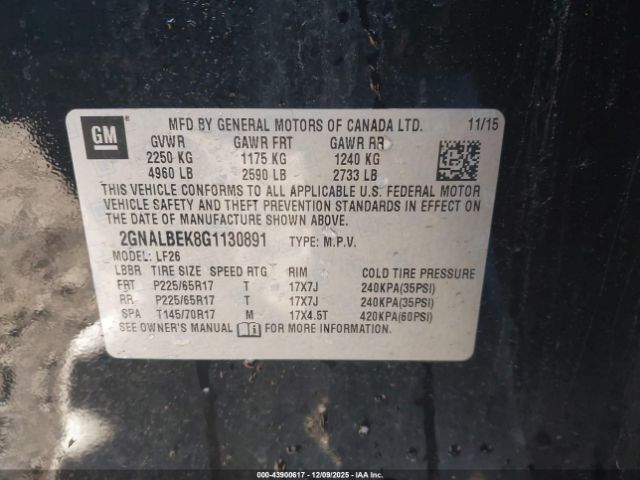 GM
MFD BY GENERAL MOTORS OF CANADA LTD. 11/15
GVWR GAWR FRT GAWR RR
2250 KG 1175 KG 1240 KG
4960 LB 2590 LB 2733 LB
THIS VEHICLE CONFORMS TO ALL APPLICABLE U.S. FEDERAL MOTOR
VEHICLE SAFETY AND THEFT PREVENTION STANDARDS IN EFFECT ON
THE DATE OF MANUFACTURE SHOWN ABOVE.
2GNALBEK8G1130891 TYPE: M.P.V.
MODEL: LF26
LBBR TIRE SIZE SPEED RTG RIM COLD TIRE PRESSURE
FRT P225/65R17 T 17X7J 240KPA(35PSI)
RR P225/65R17 T 17X7J 240KPA(35PSI)
SPA T145/70R17 M 17X4.5T 420KPA(60PSI)
SEE OWNER'S MANUAL FOR MORE INFORMATION.
000-43900617 - 12/09/2025 - IAAI.COM